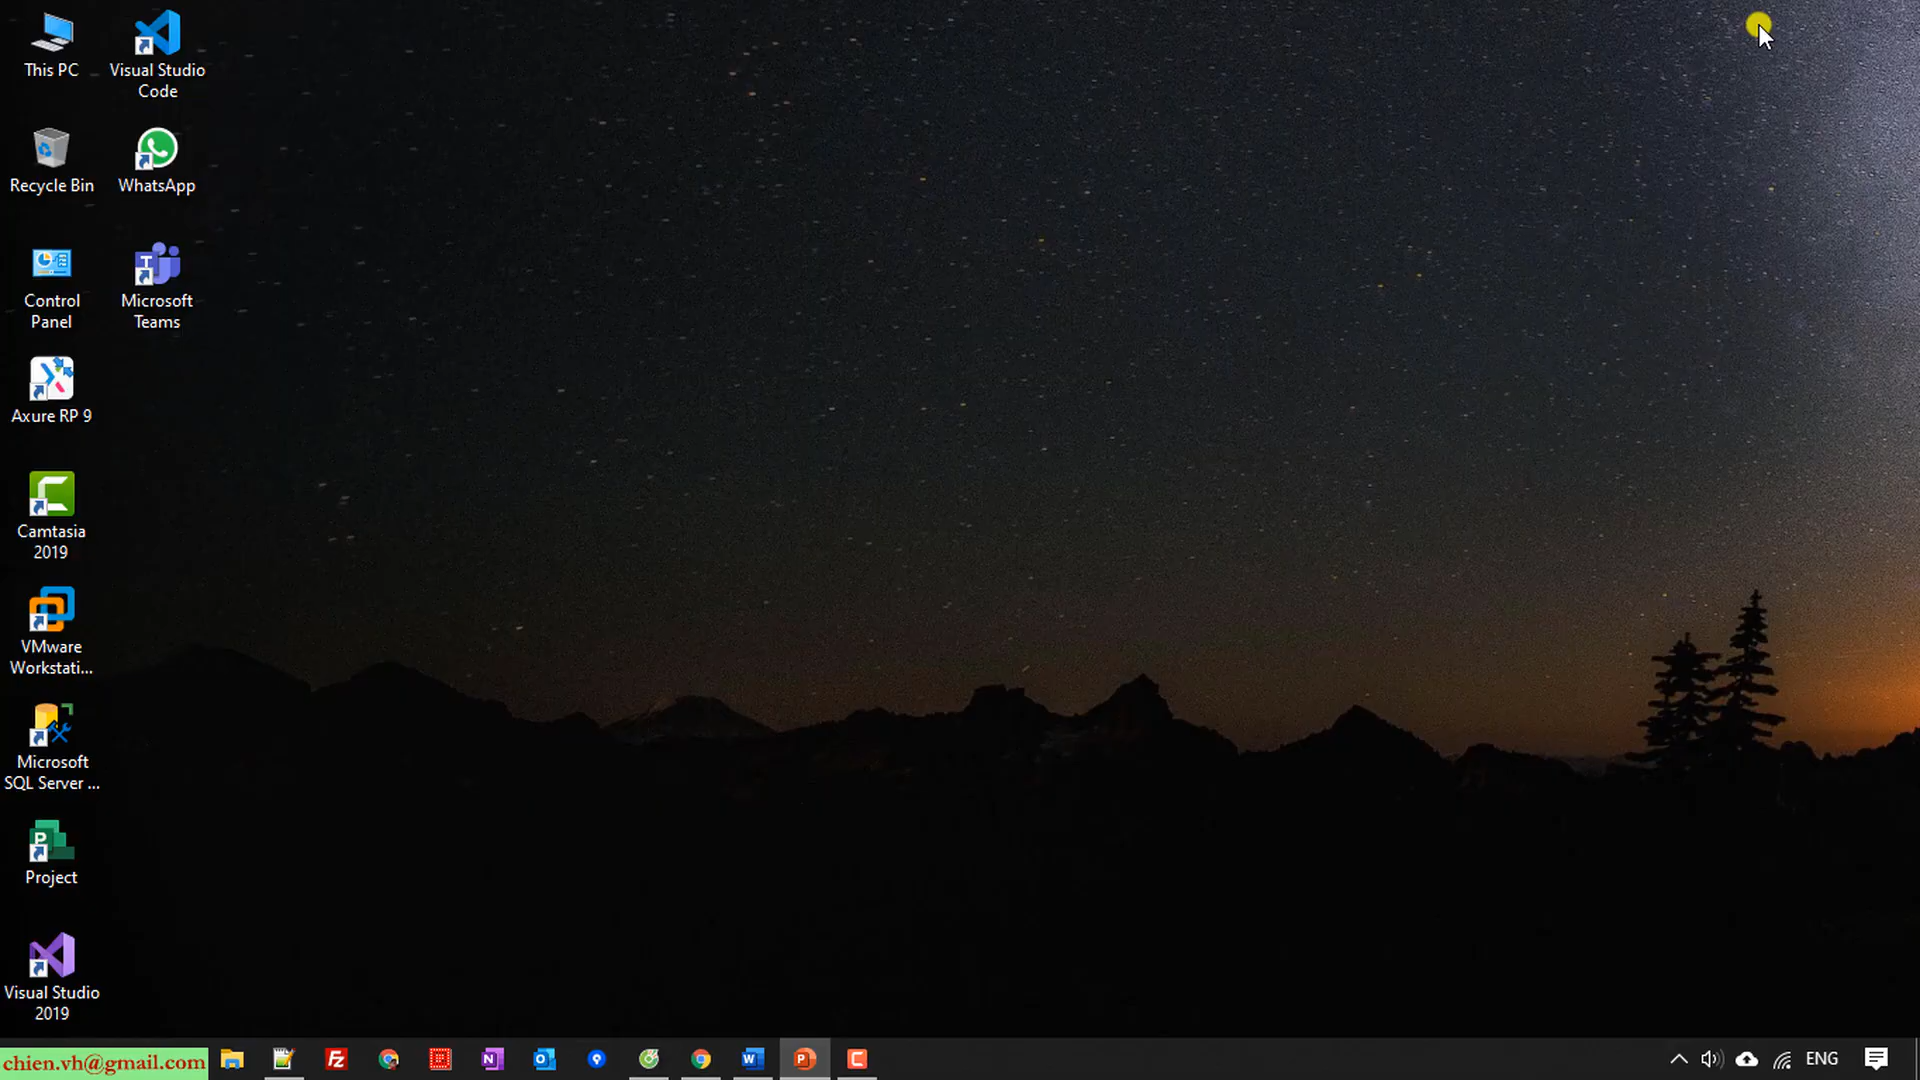 This PC
Visual Studio
Code
Recycle Bin
WhatsApp
Control
Panel
Microsoft
Teams
Axure RP 9
Camtasia
2019
VMware
Workstati...
Microsoft
SQL Server ...
Project
Visual Studio
2019
chien.vh@gmail.com
ENG